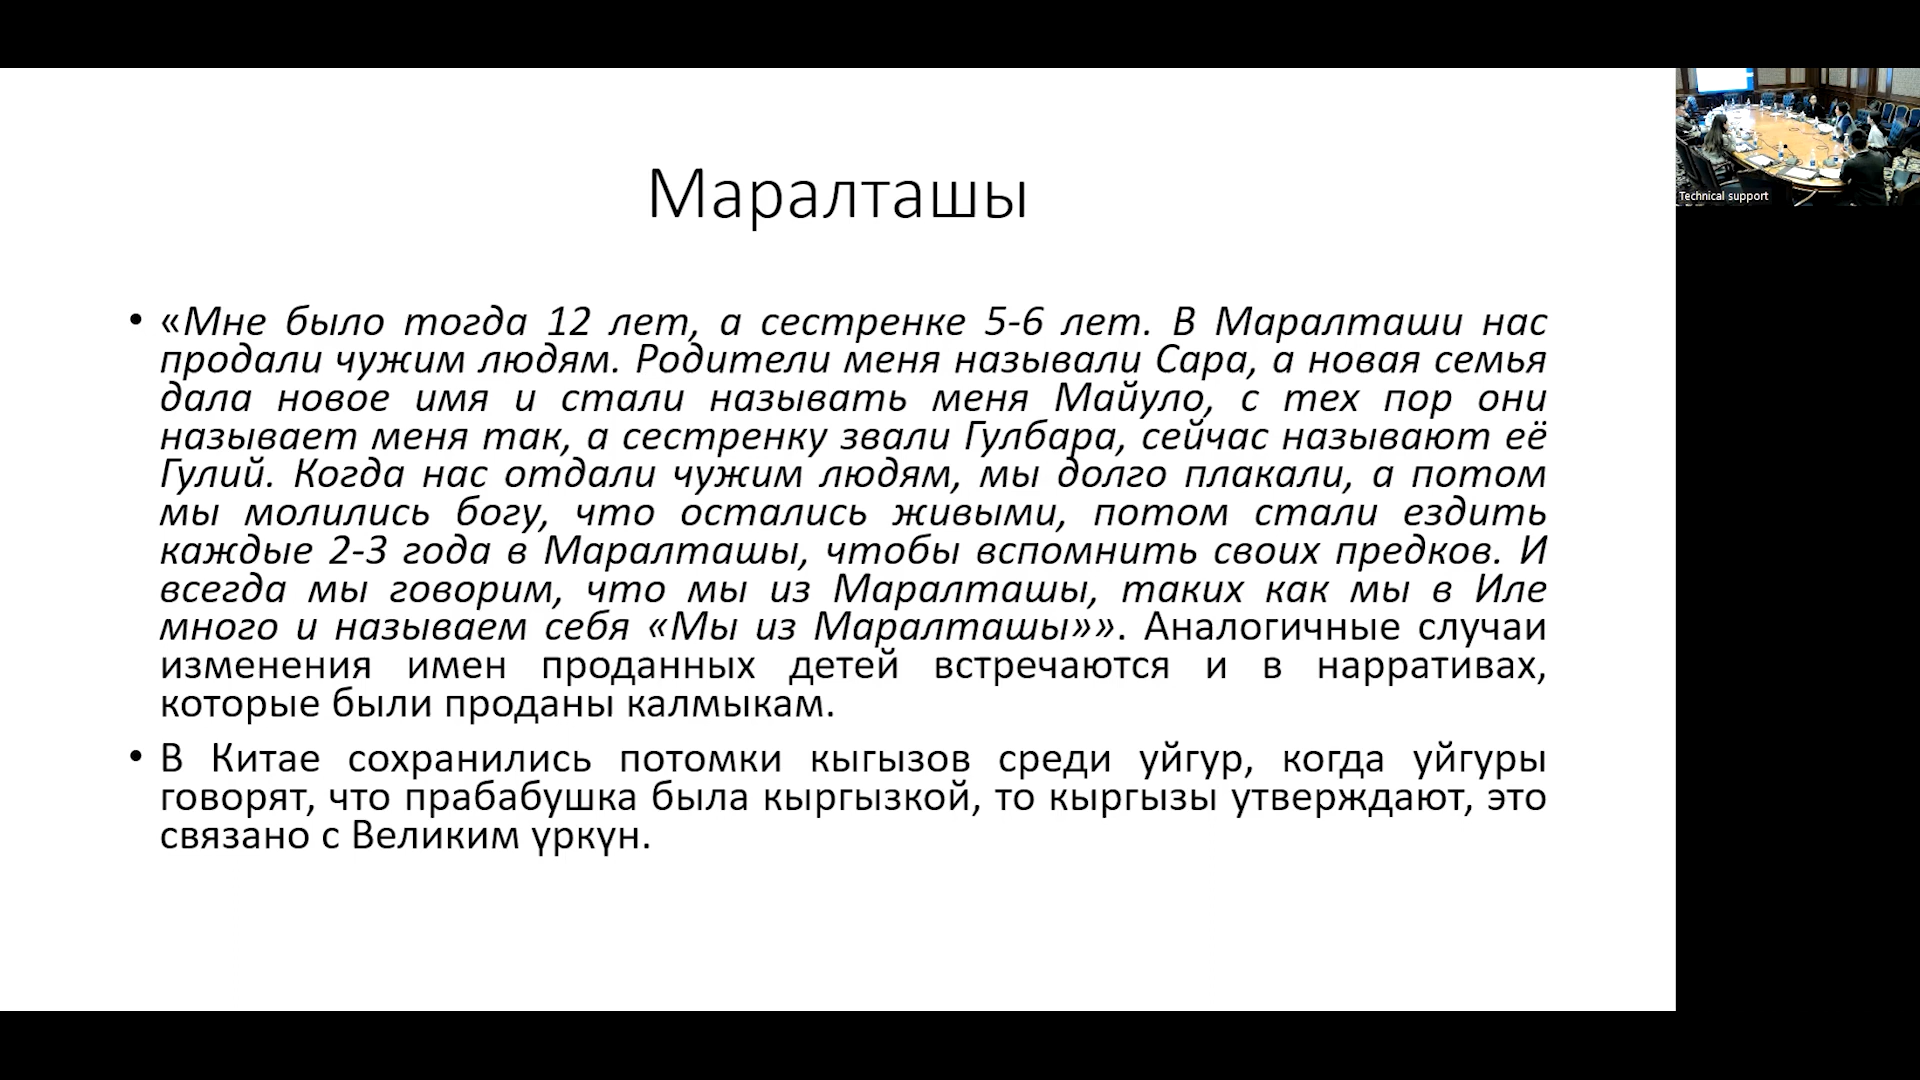 Маралташы
• «Мне было тогда 12 лет, а сестренке 5-6 лет. В Маралташи нас
продали чужим людям. Родители меня называли Сара, а новая семья
дала новое имя и стали называть меня Майуло, с тех пор они
называет меня так, а сестренку звали Гулбара, сейчас называют её
Гулий. Когда нас отдали чужим людям, мы долго плакали, а потом
мы молились богу, что остались живыми, потом стали ездить
каждые 2-3 года в Маралташы, чтобы вспомнить своих предков. И
всегда мы говорим, что мы из Маралташы, таких как мы в Иле
много и называем себя «Мы из Маралташы»». Аналогичные случаи
изменения имен проданных детей встречаются и в нарративах,
которые были проданы калмыкам.
• В Китае сохранились потомки кыгызов среди уйгур, когда уйгуры
говорят, что прабабушка была кыргызкой, то кыргызы утверждают, это
связано с Великим үркүн.
Technical support